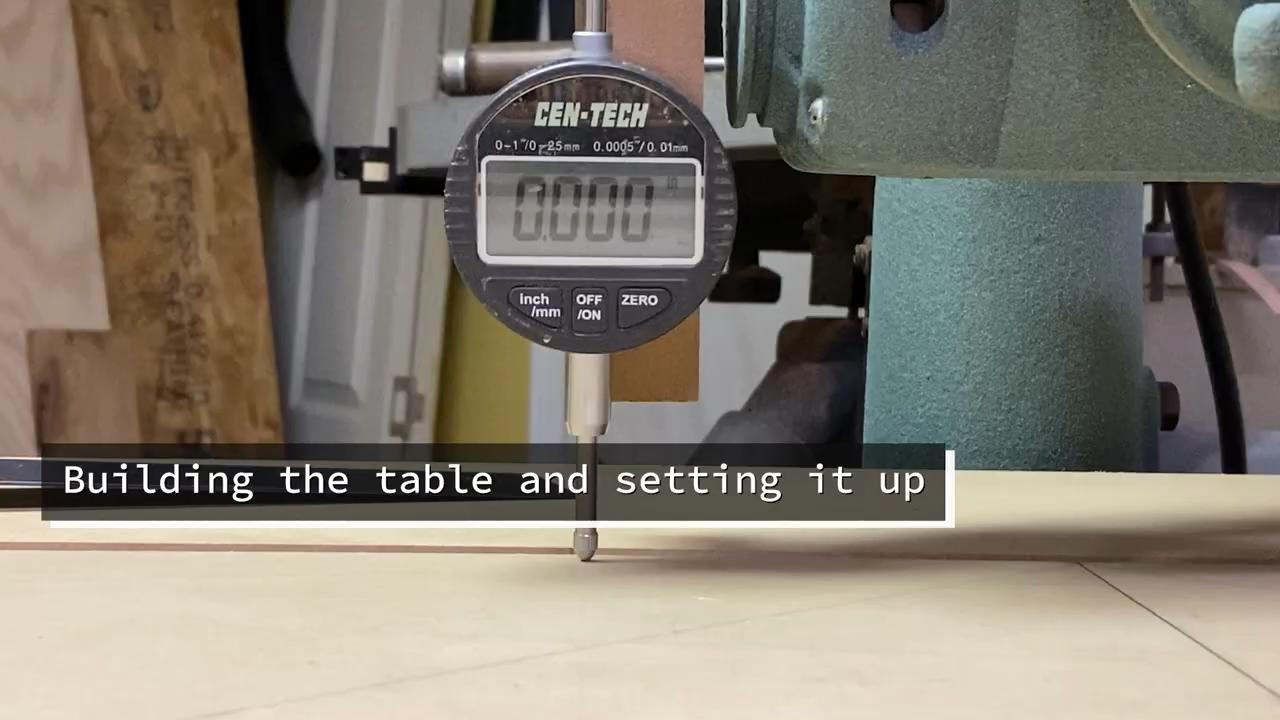 CEN-TECH
0~1"/0~25mm 0.0005"/0.01mm
in
0.000
inch
/mm
OFF
/ON
ZERO
Building the table and setting it up